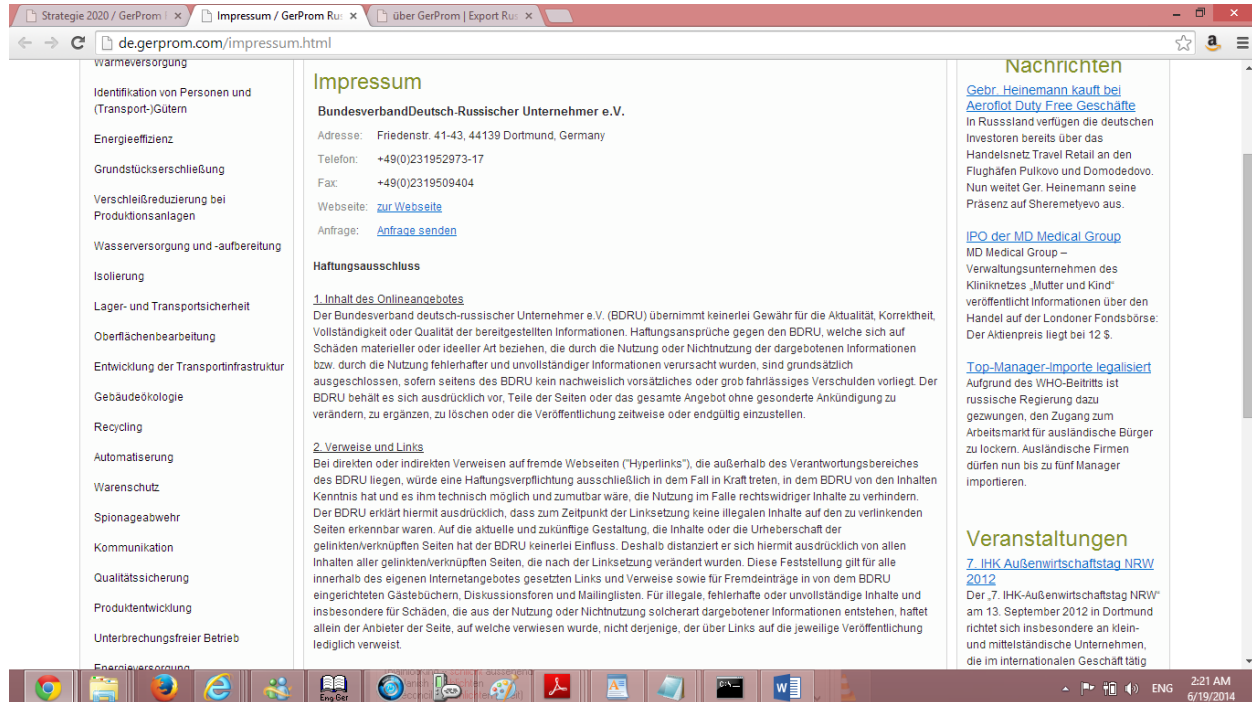 Strategie 2020 / GerProm
Impressum / GerProm Rus
über GerProm | Export Rus
de.gerprom.com/impressum.html
Wärmeversorgung
Identifikation von Personen und
(Transport-)Gütern
Energieeffizienz
Grundstückserschließung
Verschleißreduzierung bei
Produktionsanlagen
Wasserversorgung und -aufbereitung
Isolierung
Lager- und Transportsicherheit
Oberflächenbearbeitung
Entwicklung der Transportinfrastruktur
Gebäudeökologie
Recycling
Automatiserung
Warenschutz
Spionageabwehr
Kommunikation
Qualitätssicherung
Produktentwicklung
Unterbrechungsfreier Betrieb
Energieversorgung
Impressum
BundesverbandDeutsch-Russischer Unternehmer e.V.
Adresse: Friedenstr. 41-43, 44139 Dortmund, Germany
Telefon: +49(0)231952973-17
Fax: +49(0)2319509404
Webseite: zur Webseite
Anfrage: Anfrage senden
Haftungsausschluss
1. Inhalt des Onlineangebotes
Der Bundesverband deutsch-russischer Unternehmer e.V. (BDRU) übernimmt keinerlei Gewähr für die Aktualität, Korrektheit,
Vollständigkeit oder Qualität der bereitgestellten Informationen. Haftungsansprüche gegen den BDRU, welche sich auf
Schäden materieller oder ideeller Art beziehen, die durch die Nutzung oder Nichtnutzung der dargebotenen Informationen
bzw. durch die Nutzung fehlerhafter und unvollständiger Informationen verursacht wurden, sind grundsätzlich
ausgeschlossen, sofern seitens des BDRU kein nachweislich vorsätzliches oder grob fahrlässiges Verschulden vorliegt. Der
BDRU behält es sich ausdrücklich vor, Teile der Seiten oder das gesamte Angebot ohne gesonderte Ankündigung zu
verändern, zu ergänzen, zu löschen oder die Veröffentlichung zeitweise oder endgültig einzustellen.
2. Verweise und Links
Bei direkten oder indirekten Verweisen auf fremde Webseiten ("Hyperlinks"), die außerhalb des Verantwortungsbereiches
des BDRU liegen, würde eine Haftungsverpflichtung ausschließlich in dem Fall in Kraft treten, in dem BDRU von den Inhalten
Kenntnis hat und es ihm technisch möglich und zumutbar wäre, die Nutzung im Falle rechtswidriger Inhalte zu verhindern.
Der BDRU erklärt hiermit ausdrücklich, dass zum Zeitpunkt der Linksetzung keine illegalen Inhalte auf den zu verlinkenden
Seiten erkennbar waren. Auf die aktuelle und zukünftige Gestaltung, die Inhalte oder die Urheberschaft der
gelinkten/verknüpften Seiten hat der BDRU keinerlei Einfluss. Deshalb distanziert er sich hiermit ausdrücklich von allen
Inhalten aller gelinkten/verknüpften Seiten, die nach der Linksetzung verändert wurden. Diese Feststellung gilt für alle
innerhalb des eigenen Internetangebotes gesetzten Links und Verweise sowie für Fremdeinträge in von dem BDRU
eingerichteten Gästebüchern, Diskussionsforen und Mailinglisten. Für illegale, fehlerhafte oder unvollständige Inhalte und
insbesondere für Schäden, die aus der Nutzung oder Nichtnutzung solcherart dargebotener Informationen entstehen, haftet
allein der Anbieter der Seite, auf welche verwiesen wurde, nicht derjenige, der über Links auf die jeweilige Veröffentlichung
lediglich verweist.
Nachrichten
Gebr. Heinemann kauft bei
Aeroflot Duty Free Geschäfte
In Russsland verfügen die deutschen
Investoren bereits über das
Handelsnetz Travel Retail an den
Flughäfen Pulkovo und Domodedovo.
Nun weitet Ger. Heinemann seine
Präsenz auf Sheremetyevo aus.
IPO der MD Medical Group
MD Medical Group –
Verwaltungsunternehmen des
Kliniknetzes „Mutter und Kind“
veröffentlicht Informationen über den
Handel auf der Londoner Fondsbörse:
Der Aktienpreis liegt bei 12 $.
Top-Manager-Importe legalisiert
Aufgrund des WHO-Beitritts ist
russische Regierung dazu
gezwungen, den Zugang zum
Arbeitsmarkt für ausländische Bürger
zu lockern. Ausländische Firmen
dürfen nun bis zu fünf Manager
importieren.
Veranstaltungen
7. IHK Außenwirtschaftstag NRW
2012
Der „7. IHK-Außenwirtschaftstag NRW“
am 13. September 2012 in Dortmund
richtet sich insbesondere an klein-
und mittelständische Unternehmen,
die im internationalen Geschäft tätig
Eng Ger
ENG
2:21 AM
6/19/2014